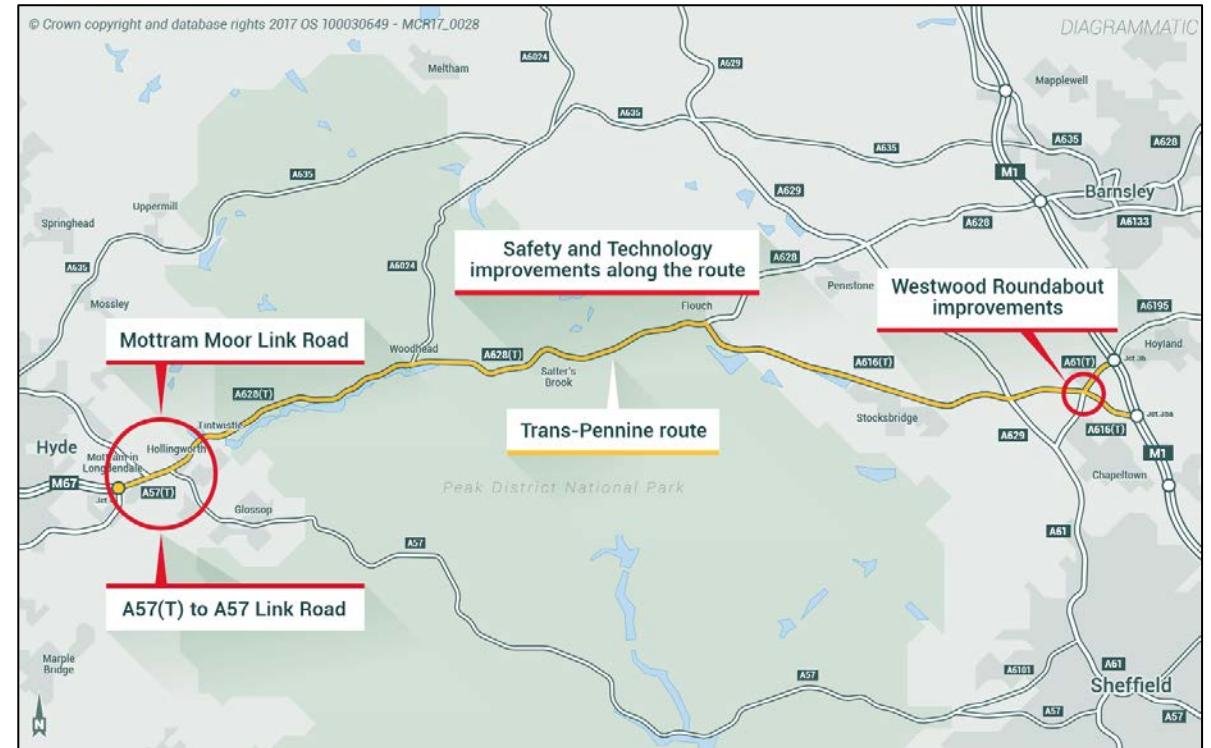 © Crown copyright and database rights 2017 OS 100030649 - MCR17_0028
DIAGRAMMATIC
A6024
Meltham
A629
Mapplewell
A635
A635
A635
A628
M1
A635
Uppermill
Springhead
A629
Barnsley
A6133
A628
A635
A6024
Safety and Technology
improvements along the route
A628
Penistone
Westwood Roundabout
improvements
A6195
Mossley
Flouch
Mottram Moor Link Road
Woodhead
A628(T)
Salter's
Brook
A616(T)
A61(T)
Hoyland
A628(T)
Stocksbridge
Tintwistle
Trans-Pennine route
A629
A616(T)
M1
Hyde
Hollingworth
Mottram in
Longdendale
M67
A57(T)
Chapeltown
Peak District National Park
Glossop
A57
A61
A57(T) to A57 Link Road
Marple
Bridge
A57
A6101
A61
Sheffield
A57
A57
N